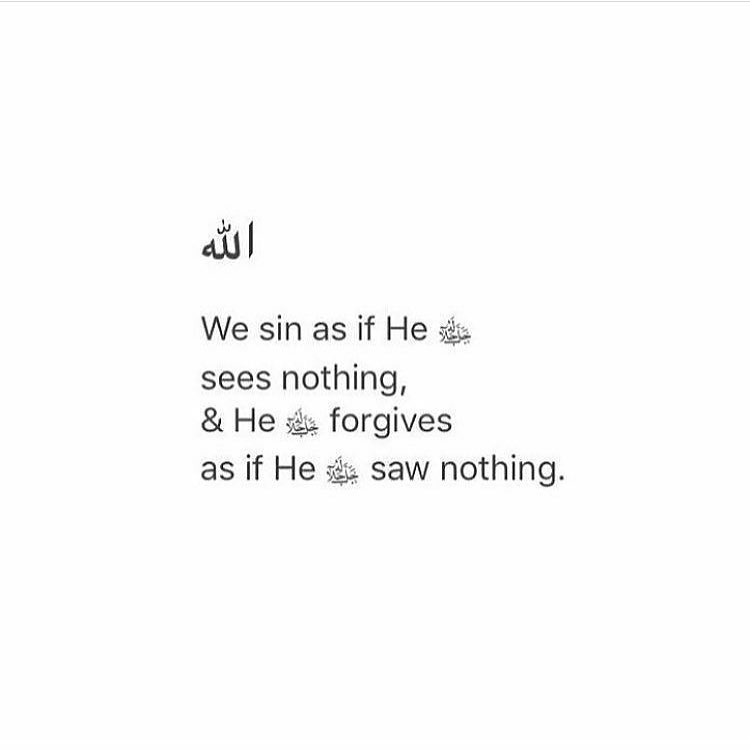 الله
We sin as if He ﷻ
sees nothing,
& He ﷻ forgives
as if He ﷻ saw nothing.